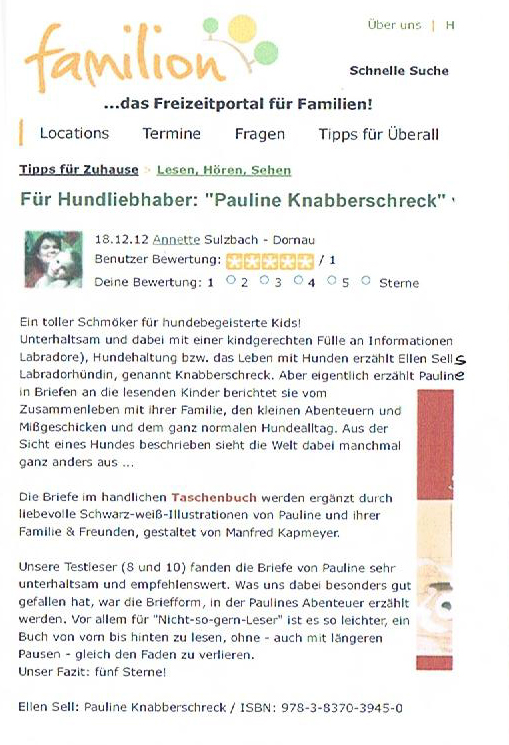 Über uns | H
familion
Schnelle Suche
...das Freizeitportal für Familien!
Locations Termine Fragen Tipps für Überall
Tipps für Zuhause > Lesen, Hören, Sehen
Für Hundliebhaber: "Pauline Knabberschreck"
18.12.12 Annette Sulzbach - Dornau
Benutzer Bewertung: / 1
Deine Bewertung: 1 2 3 4 5 Sterne
Ein toller Schmöker für hundebegeisterte Kids!
Unterhaltsam und dabei mit einer kindgerechten Fülle an Informationen
Labradore), Hundehaltung bzw. das Leben mit Hunden erzählt Ellen Sells
Labradorhündin, genannt Knabberschreck. Aber eigentlich erzählt Pauline
in Briefen an die lesenden Kinder berichtet sie vom
Zusammenleben mit ihrer Familie, den kleinen Abenteuern und
Mißgeschicken und dem ganz normalen Hundealltag. Aus der
Sicht eines Hundes beschrieben sieht die Welt dabei manchmal
ganz anders aus ...
Die Briefe im handlichen Taschenbuch werden ergänzt durch
liebevolle Schwarz-weiß-Illustrationen von Pauline und ihrer
Familie & Freunden, gestaltet von Manfred Kapmeyer.
Unsere Testleser (8 und 10) fanden die Briefe von Pauline sehr
unterhaltsam und empfehlenswert. Was uns dabei besonders gut
gefallen hat, war die Briefform, in der Paulines Abenteuer erzählt
werden. Vor allem für "Nicht-so-gern-Leser" ist es so leichter, ein
Buch von vorn bis hinten zu lesen, ohne - auch mit längeren
Pausen - gleich den Faden zu verlieren.
Unser Fazit: fünf Sterne!
Ellen Sell: Pauline Knabberschreck / ISBN: 978-3-8370-3945-0